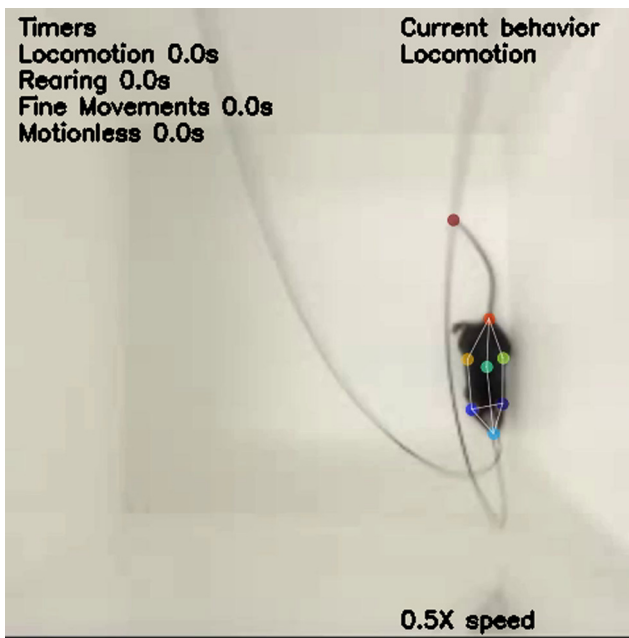 Timers
Locomotion 0.0s
Rearing 0.0s
Fine Movements 0.0s
Motionless 0.0s
Current behavior
Locomotion
0.5X speed